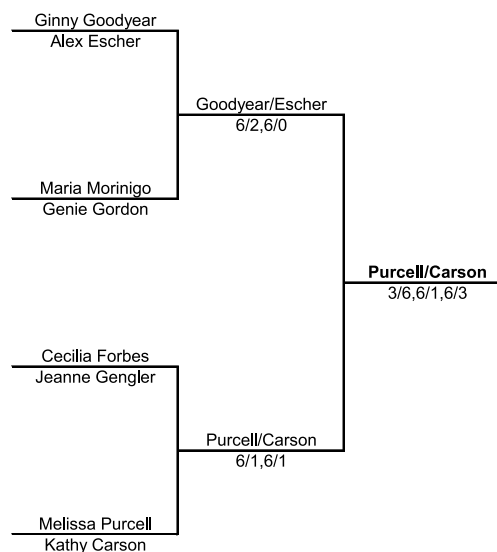 Ginny Goodyear
Alex Escher
Goodyear/Escher
6/2,6/0
Maria Morinigo
Genie Gordon
Purcell/Carson
3/6,6/1,6/3
Cecilia Forbes
Jeanne Gengler
Purcell/Carson
6/1,6/1
Melissa Purcell
Kathy Carson